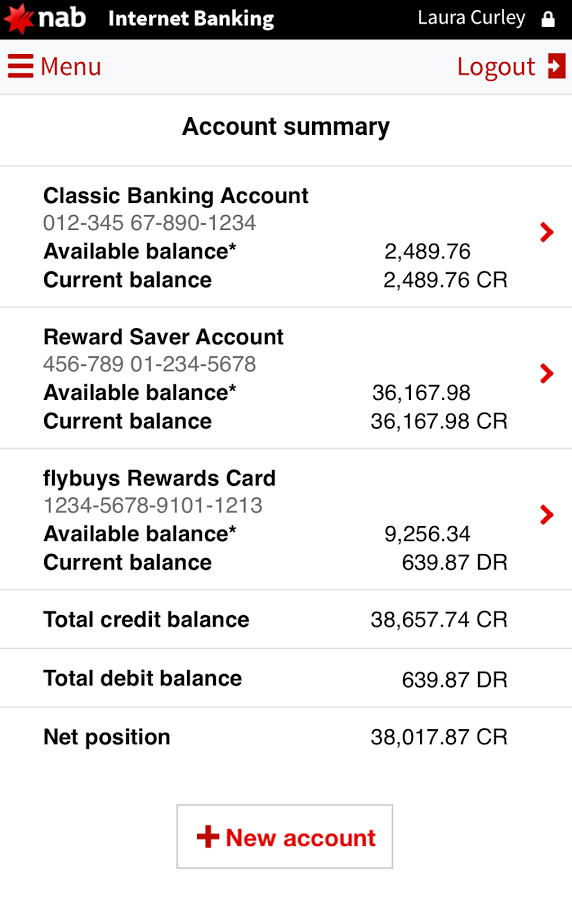 nab Internet Banking Laura Curley
Menu Logout
Account summary
Classic Banking Account
012-345 67-890-1234
Available balance* 2,489.76
Current balance 2,489.76 CR
Reward Saver Account
456-789 01-234-5678
Available balance* 36,167.98
Current balance 36,167.98 CR
flybuys Rewards Card
1234-5678-9101-1213
Available balance* 9,256.34
Current balance 639.87 DR
Total credit balance 38,657.74 CR
Total debit balance 639.87 DR
Net position 38,017.87 CR
New account